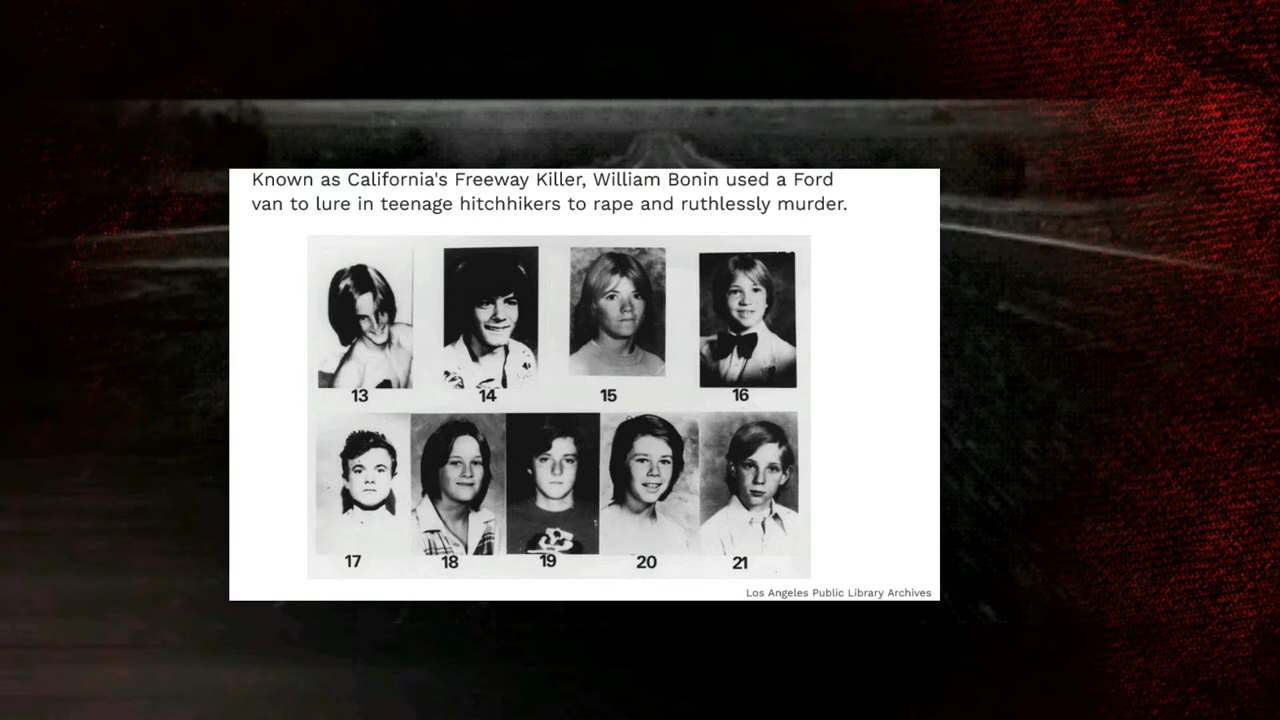 Known as California's Freeway Killer, William Bonin used a Ford
van to lure in teenage hitchhikers to rape and ruthlessly murder.
13 14 15 16
17 18 19 20 21
Los Angeles Public Library Archives